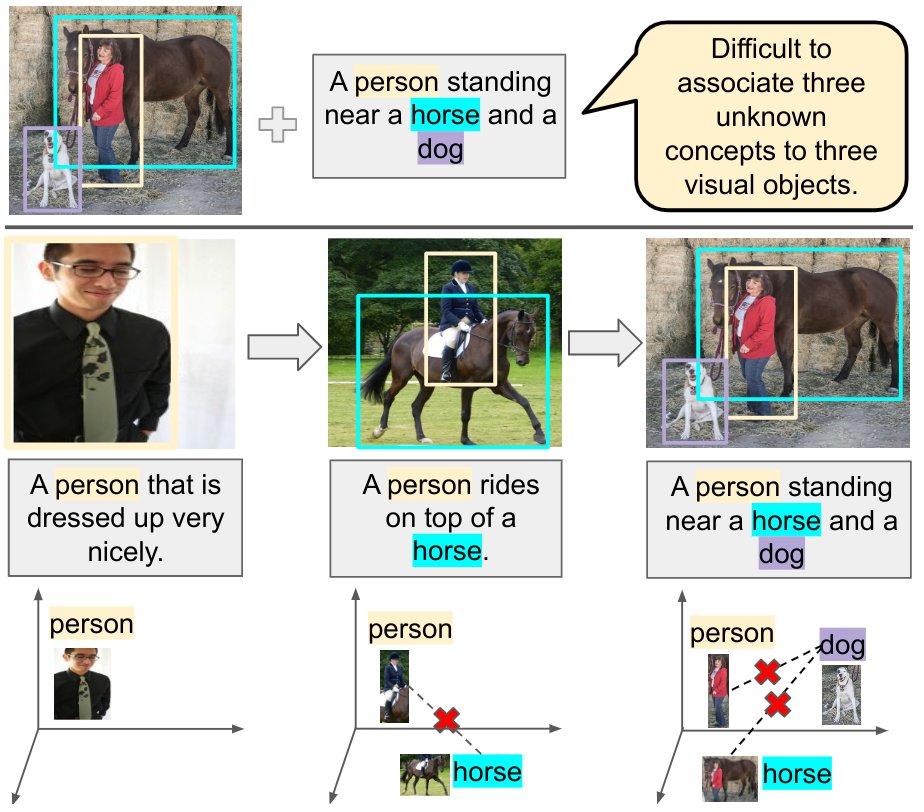 A person standing
near a horse and a
dog
Difficult to
associate three
unknown
concepts to three
visual objects.
A person that is
dressed up very
nicely.
A person rides
on top of a
horse.
A person standing
near a horse and a
dog
person
person
horse
person
dog
horse